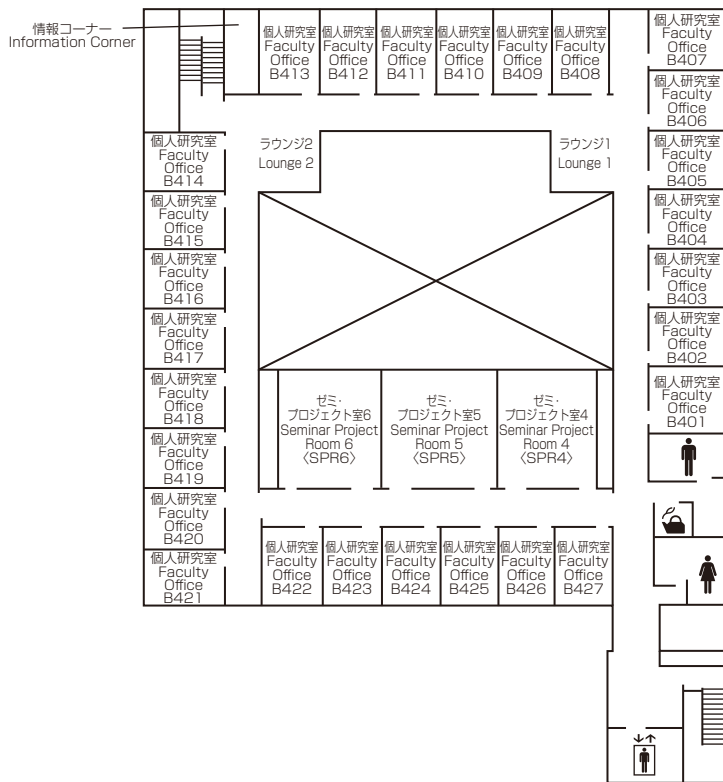 情報コーナー
Information Corner
個人研究室
Faculty
Office
B413
個人研究室
Faculty
Office
B412
個人研究室
Faculty
Office
B411
個人研究室
Faculty
Office
B410
個人研究室
Faculty
Office
B409
個人研究室
Faculty
Office
B408
個人研究室
Faculty
Office
B407
個人研究室
Faculty
Office
B406
個人研究室
Faculty
Office
B405
個人研究室
Faculty
Office
B404
個人研究室
Faculty
Office
B403
個人研究室
Faculty
Office
B402
個人研究室
Faculty
Office
B401
ラウンジ2
Lounge 2
ラウンジ1
Lounge 1
個人研究室
Faculty
Office
B414
個人研究室
Faculty
Office
B415
個人研究室
Faculty
Office
B416
個人研究室
Faculty
Office
B417
個人研究室
Faculty
Office
B418
個人研究室
Faculty
Office
B419
個人研究室
Faculty
Office
B420
個人研究室
Faculty
Office
B421
ゼミ・
プロジェクト室6
Seminar Project
Room 6
〈SPR6〉
ゼミ・
プロジェクト室5
Seminar Project
Room 5
〈SPR5〉
ゼミ・
プロジェクト室4
Seminar Project
Room 4
〈SPR4〉
個人研究室
Faculty
Office
B422
個人研究室
Faculty
Office
B423
個人研究室
Faculty
Office
B424
個人研究室
Faculty
Office
B425
個人研究室
Faculty
Office
B426
個人研究室
Faculty
Office
B427